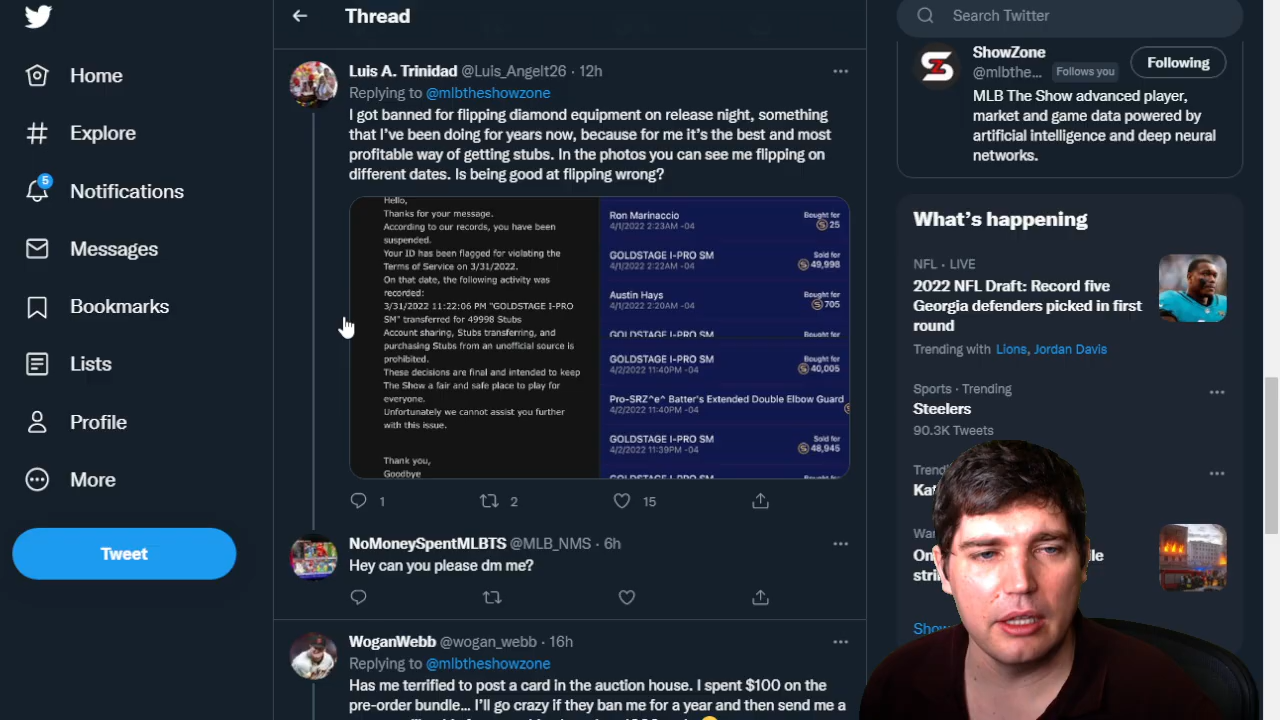 Thread
Search Twitter
Home
Explore
5
Notifications
Messages
Bookmarks
Lists
Profile
More
Tweet
Luis A. Trinidad @Luis_Angelt26 · 12h
Replying to @mlbtheshowzone
I got banned for flipping diamond equipment on release night, something
that I've been doing for years now, because for me it's the best and most
profitable way of getting stubs. In the photos you can see me flipping on
different dates. Is being good at flipping wrong?
Hello,
Thanks for your message.
According to our records, you have been
suspended.
Your ID has been flagged for violating the
Terms of Service on 3/31/2022.
On that date, the following activity was
recorded:
3/31/2022 11:22:06 PM "GOLDSTAGE I-PRO
SM" transferred for 49998 Stubs
Account sharing, Stubs transferring, and
purchasing Stubs from an unofficial source is
prohibited.
These decisions are final and intended to keep
The Show a fair and safe place to play for
everyone.
Unfortunately we cannot assist you further
with this issue.
Thank you,
Goodbye
Ron Marinaccio Bought for
4/1/2022 2:23AM -04 25
GOLDSTAGE I-PRO SM Sold for
4/1/2022 2:22AM -04 49,998
Austin Hays Bought for
4/1/2022 2:20AM -04 705
GOLDSTAGE I-PRO SM Bought for
GOLDSTAGE I-PRO SM Bought for
4/2/2022 11:40PM -04 40,005
Pro-SRZ^e^ Batter's Extended Double Elbow Guard
4/2/2022 11:40PM -04
GOLDSTAGE I-PRO SM Sold for
4/2/2022 11:39PM -04 48,945
GOLDSTAGE I-PRO SM Bought for
1 2 15
NoMoneySpentMLBTS @MLB_NMS · 6h
Hey can you please dm me?
WoganWebb @wogan_webb · 16h
Replying to @mlbtheshowzone
Has me terrified to post a card in the auction house. I spent $100 on the
pre-order bundle... I'll go crazy if they ban me for a year and then send me a
ShowZone
@mlbthe... Follows you
Following
MLB The Show advanced player,
market and game data powered by
artificial intelligence and deep neural
networks.
What's happening
NFL · LIVE
2022 NFL Draft: Record five
Georgia defenders picked in first
round
Trending with Lions, Jordan Davis
Sports · Trending
Steelers
90.3K Tweets